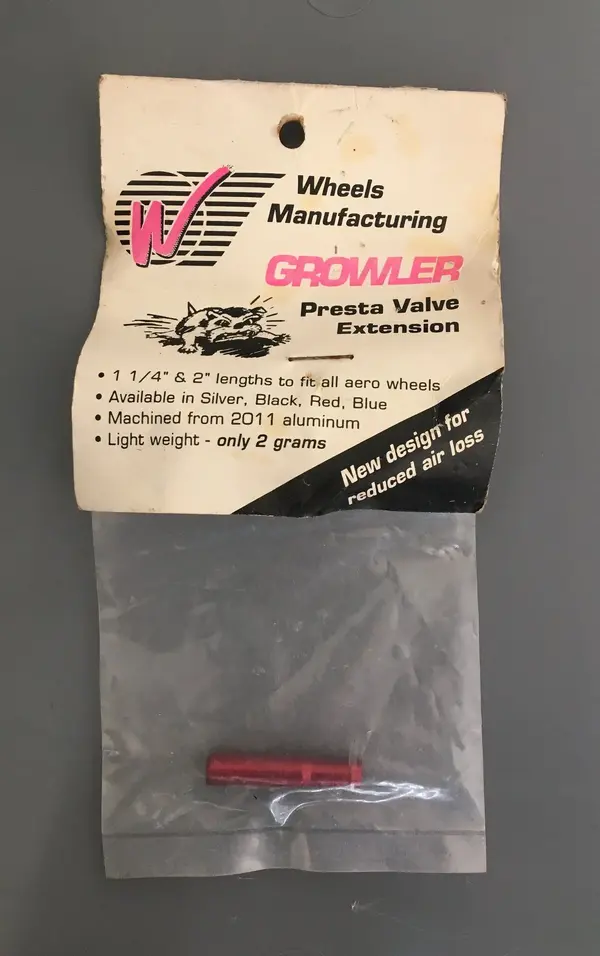 W
Wheels
Manufacturing
GROWLER
Presta Valve
Extension
• 1 1/4" & 2" lengths to fit all aero wheels
• Available in Silver, Black, Red, Blue
• Machined from 2011 aluminum
• Light weight - only 2 grams
New design for
reduced air loss